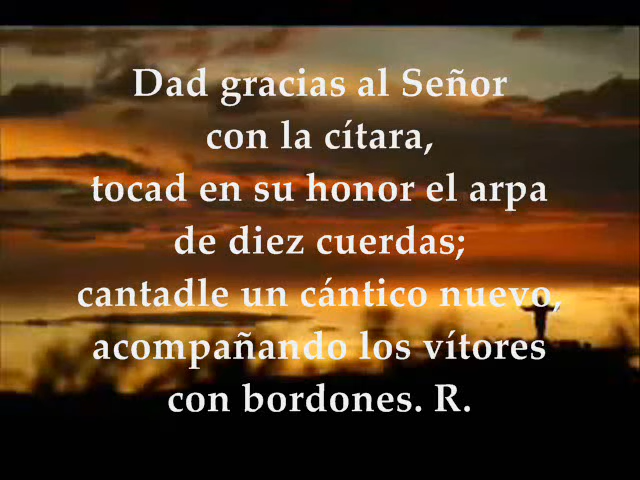 Dad gracias al Señor
con la cítara,
tocad en su honor el arpa
de diez cuerdas;
cantadle un cántico nuevo,
acompañando los vítores
con bordones. R.